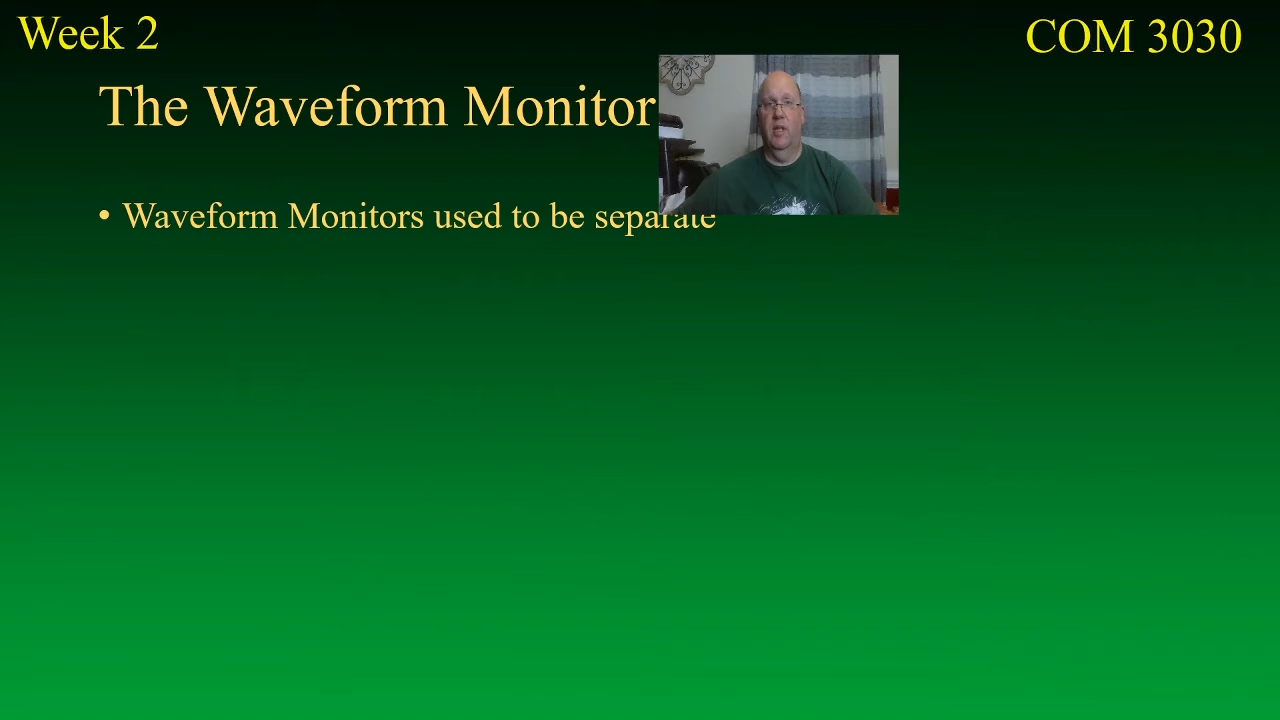 Week 2
COM 3030
The Waveform Monitor
• Waveform Monitors used to be separate